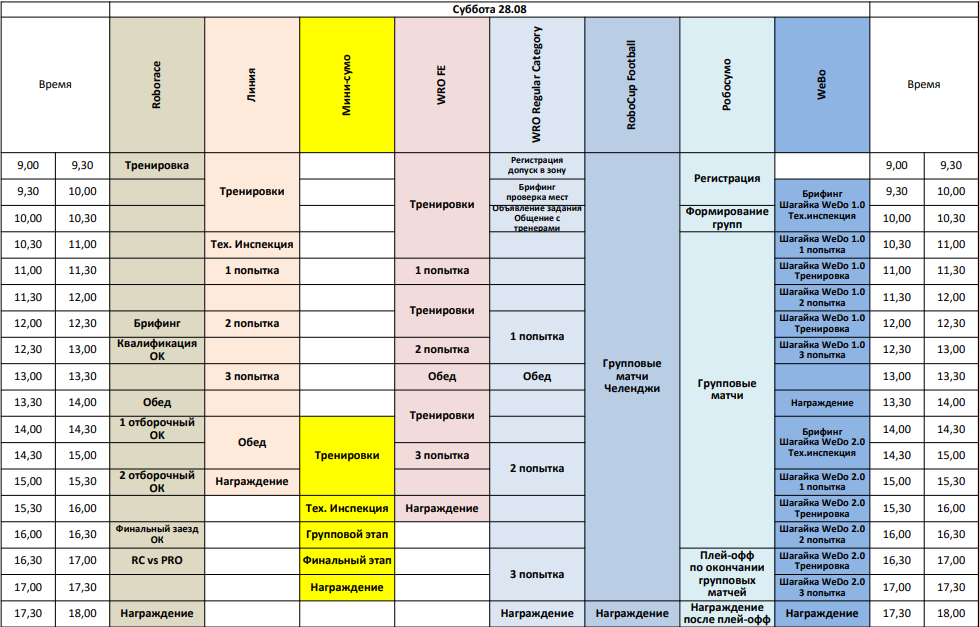 Суббота 28.08
Время Roborace Линия Мини-сумо WRO FE WRO Regular Category RoboCup Football Робосумо WeBo Время
9,00 9,30 Тренировка Регистрация допуск в зону 9,00 9,30
Тренировки Тренировки Регистрация
9,30 10,00 Брифинг проверка мест 9,30 10,00
Брифинг
Шагайка WeDo 1.0
Тех.инспекция
10,00 10,30 Объявление задания Общение с тренерами Формирование групп 10,00 10,30
10,30 11,00 Тех. Инспекция Шагайка WeDo 1.0 1 попытка 10,30 11,00
11,00 11,30 1 попытка 1 попытка Шагайка WeDo 1.0 Тренировка 11,00 11,30
11,30 12,00 Тренировки Шагайка WeDo 1.0 2 попытка 11,30 12,00
12,00 12,30 Брифинг 2 попытка 1 попытка Шагайка WeDo 1.0 Тренировка 12,00 12,30
12,30 13,00 Квалификация ОК 2 попытка Шагайка WeDo 1.0 3 попытка 12,30 13,00
Групповые
матчи
Челенджи
Групповые
матчи
13,00 13,30 3 попытка Обед Обед 13,00 13,30
13,30 14,00 Обед Тренировки Награждение 13,30 14,00
14,00 14,30 1 отборочный ОК 14,00 14,30
Обед Тренировки
Брифинг
Шагайка WeDo 2.0
Тех.инспекция
14,30 15,00 3 попытка 2 попытка 14,30 15,00
15,00 15,30 2 отборочный ОК Награждение Шагайка WeDo 2.0 1 попытка 15,00 15,30
15,30 16,00 Тех. Инспекция Награждение Шагайка WeDo 2.0 Тренировка 15,30 16,00
16,00 16,30 Финальный заезд ОК Групповой этап Шагайка WeDo 2.0 2 попытка 16,00 16,30
16,30 17,00 RC vs PRO Финальный этап 3 попытка Шагайка WeDo 2.0 Тренировка 16,30 17,00
Плей-офф
по окончании
групповых
матчей
17,00 17,30 Награждение Шагайка WeDo 2.0 3 попытка 17,00 17,30
17,30 18,00 Награждение Награждение Награждение Награждение после плей-офф Награждение 17,30 18,00